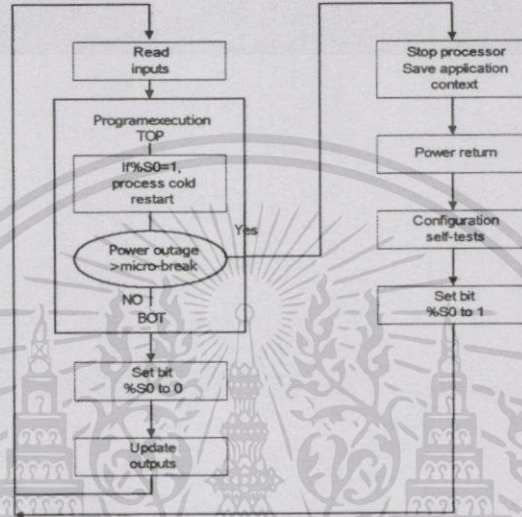 Read
inputs
Programexecution
TOP
If%S0=1,
process cold
restart
Power outage
>micro-break
Yes
NO
BOT
Set bit
%S0 to 0
Update
outputs
Stop processor
Save application
context
Power return
Configuration
self-tests
Set bit
%S0 to 1